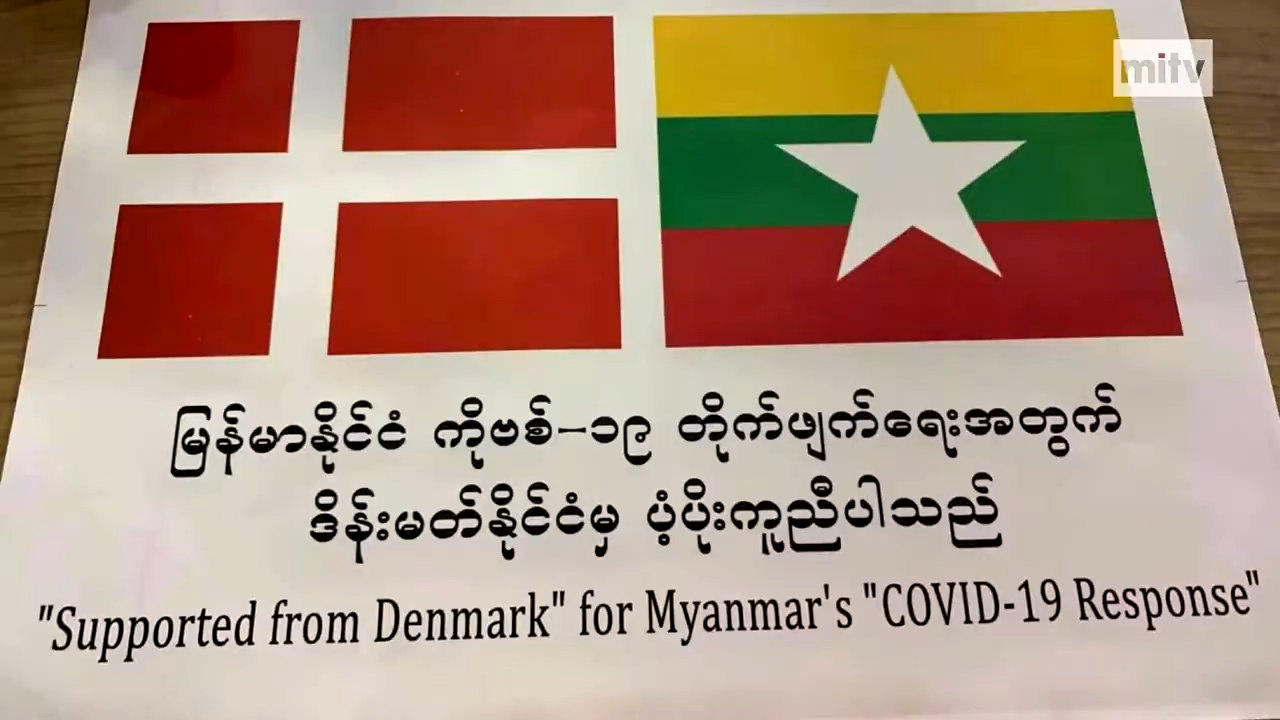 mitv
မြန်မာနိုင်ငံ ကိုဗစ်-၁၉ တိုက်ဖျက်ရေးအတွက်
ဒိန်းမတ်နိုင်ငံမှ ပံ့ပိုးကူညီပါသည်
"Supported from Denmark" for Myanmar's "COVID-19 Response"